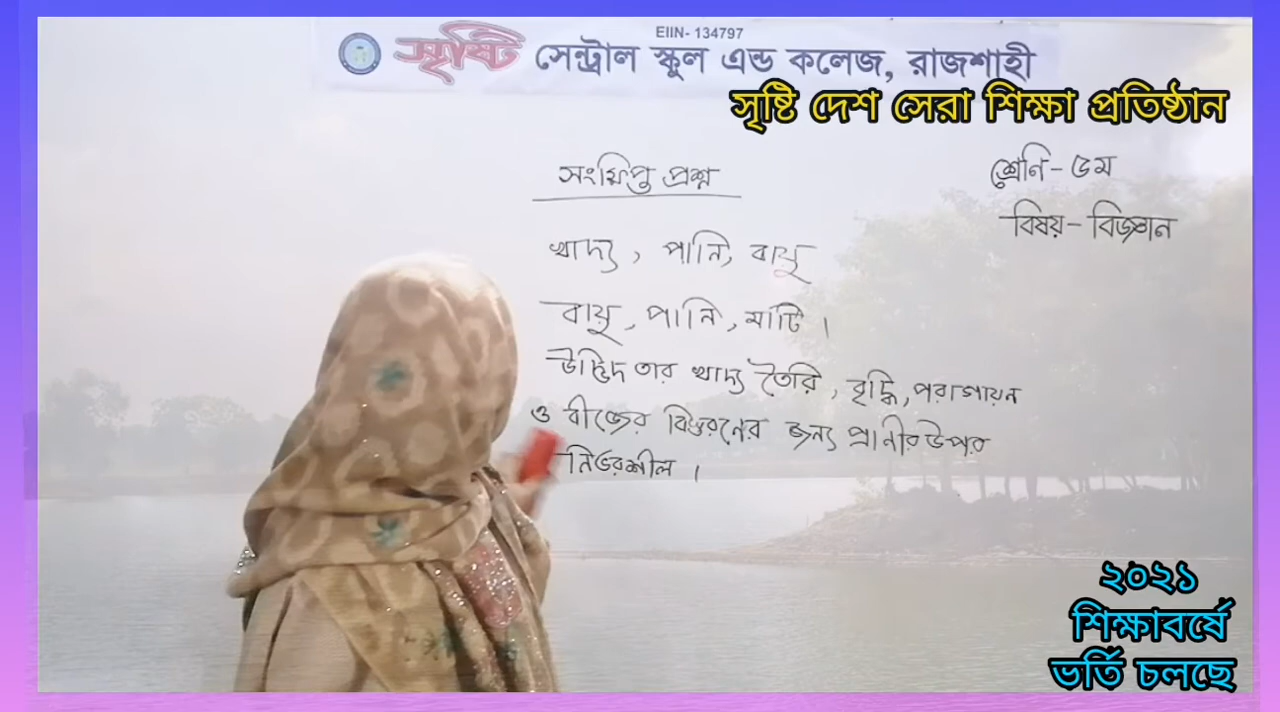 EIIN- 134797
সৃষ্টি সেন্ট্রাল স্কুল এন্ড কলেজ, রাজশাহী
সৃষ্টি দেশ সেরা শিক্ষা প্রতিষ্ঠান
সংক্ষিপ্ত প্রশ্ন
শ্রেণি - ৫ম
বিষয় - বিজ্ঞান
খাদ্য, পানি, বায়ু
বায়ু, পানি, মাটি।
উদ্ভিদ তার খাদ্য তৈরি, বৃদ্ধি, পরাগায়ন
ও বীজের বিস্তরনের জন্য প্রানীর উপর
নির্ভরশীল।
২০২১
শিক্ষাবর্ষে
ভর্তি চলছে